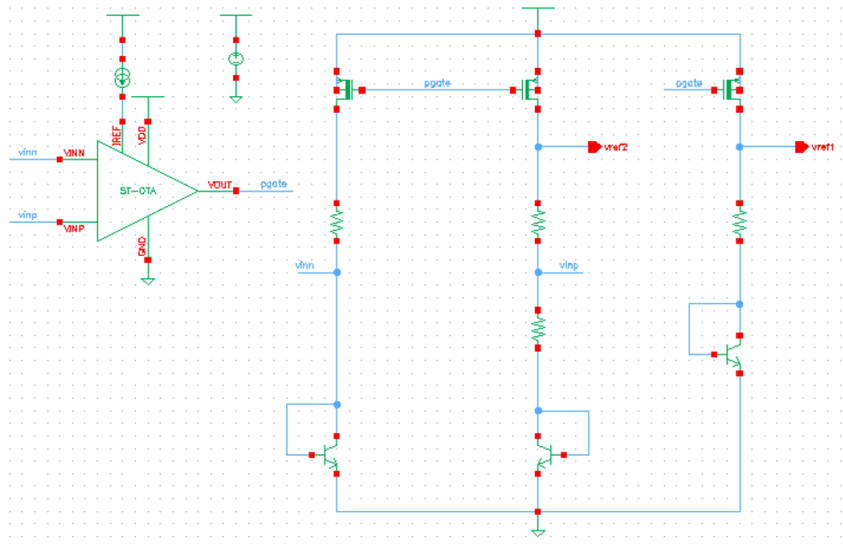 vinn
VINN
IREF
VDD
ST-OTA
VOUT
pgate
vinp
VINP
GND
pgate
pgate
vref2
vref1
vinn
vinp